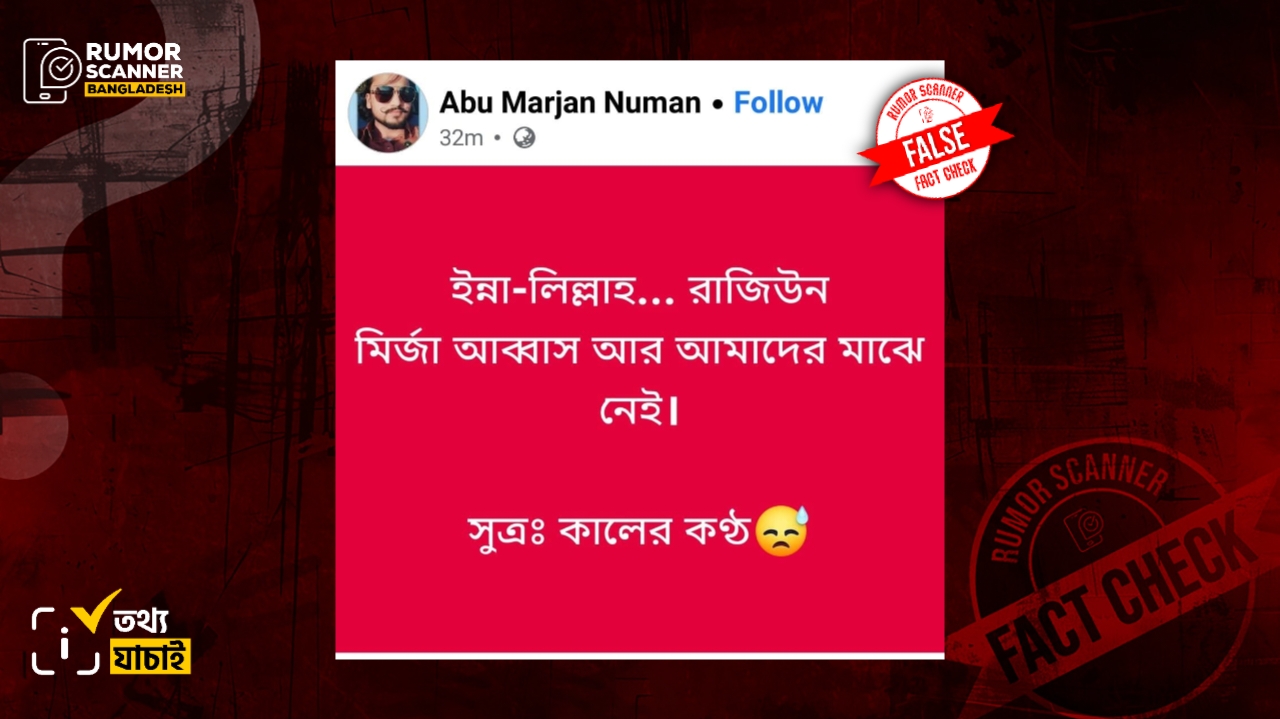 RUMOR
SCANNER
BANGLADESH
Abu Marjan Numan • Follow
32m •
RUMOR SCANNER
FALSE
FACT CHECK
ইন্না-লিল্লাহ... রাজিউন
মির্জা আব্বাস আর আমাদের মাঝে
নেই।
সুত্রঃ কালের কণ্ঠ😓
RUMOR SCANNER
FACT CHECK
i
তথ্য
যাচাই